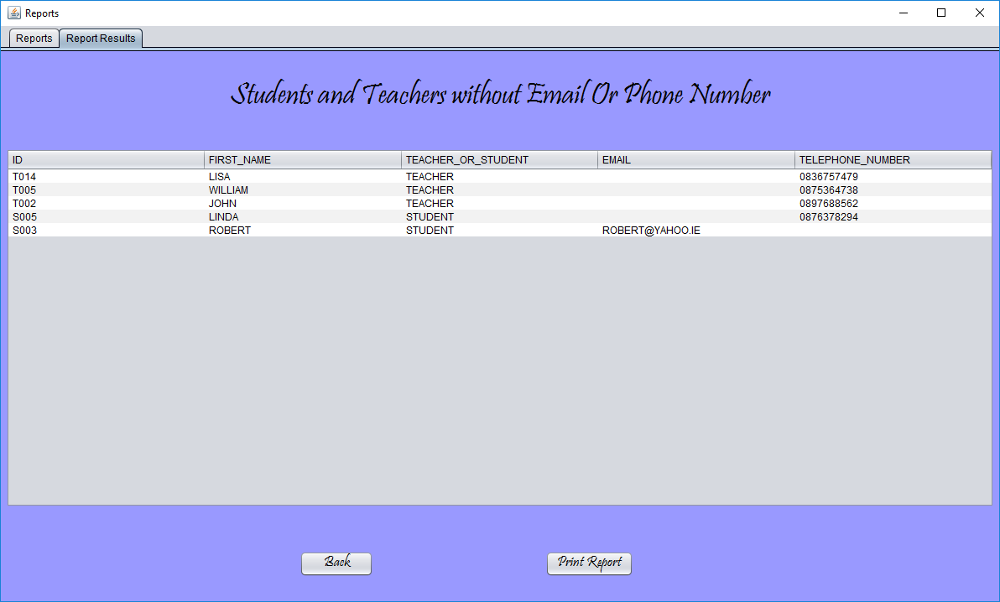 Reports
Reports Report Results
Students and Teachers without Email Or Phone Number
ID FIRST_NAME TEACHER_OR_STUDENT EMAIL TELEPHONE_NUMBER
T014 LISA TEACHER 0836757479
T005 WILLIAM TEACHER 0875364738
T002 JOHN TEACHER 0897688562
S005 LINDA STUDENT 0876378294
S003 ROBERT STUDENT ROBERT@YAHOO.IE
Back Print Report